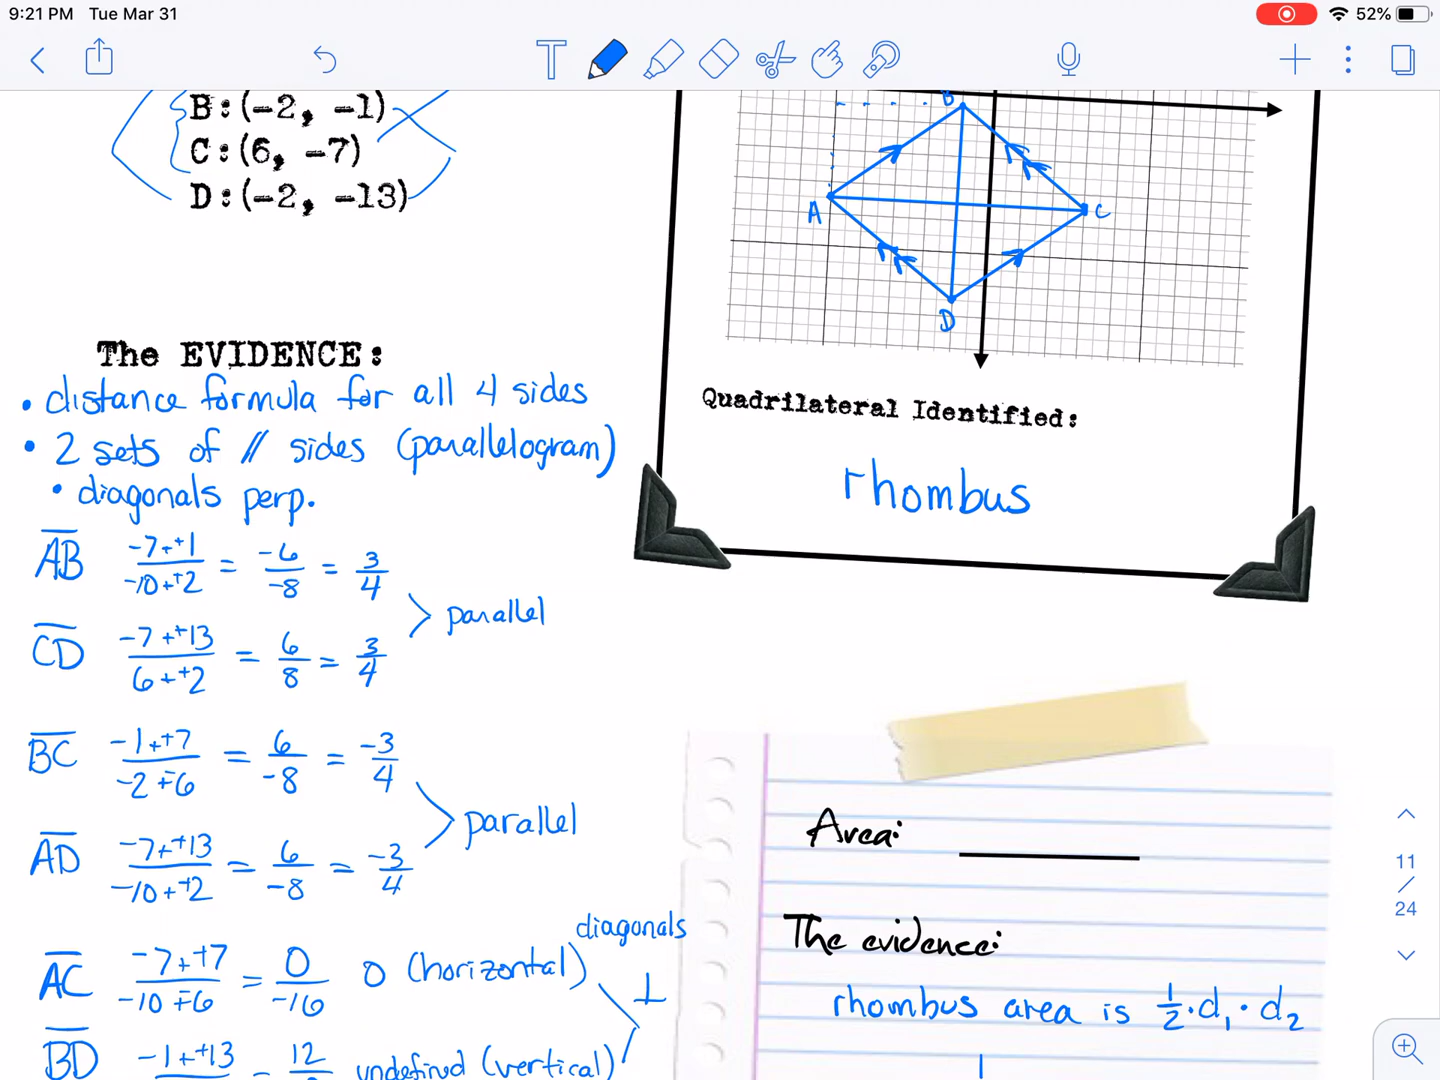 9:21 PM Tue Mar 31
52%
T
B:(-2, -1)
C:(6, -7)
D:(-2, -13)
B
A
C
D
The EVIDENCE:
• distance formula for all 4 sides
• 2 sets of // sides (parallelogram)
• diagonals perp.
AB -7++1/-10++2 = -6/-8 = 3/4
CD -7++13/6++2 = 6/8 = 3/4
> parallel
BC -1++7/-2+-6 = 6/-8 = -3/4
AD -7++13/-10++2 = 6/-8 = -3/4
> parallel
diagonals
AC -7++7/-10+-6 = 0/-16 0 (horizontal)
⊥
BD -1++13 = 12 undefined (vertical)
Quadrilateral Identified:
rhombus
Area:
The evidence:
rhombus area is 1/2·d1·d2
11
/
24